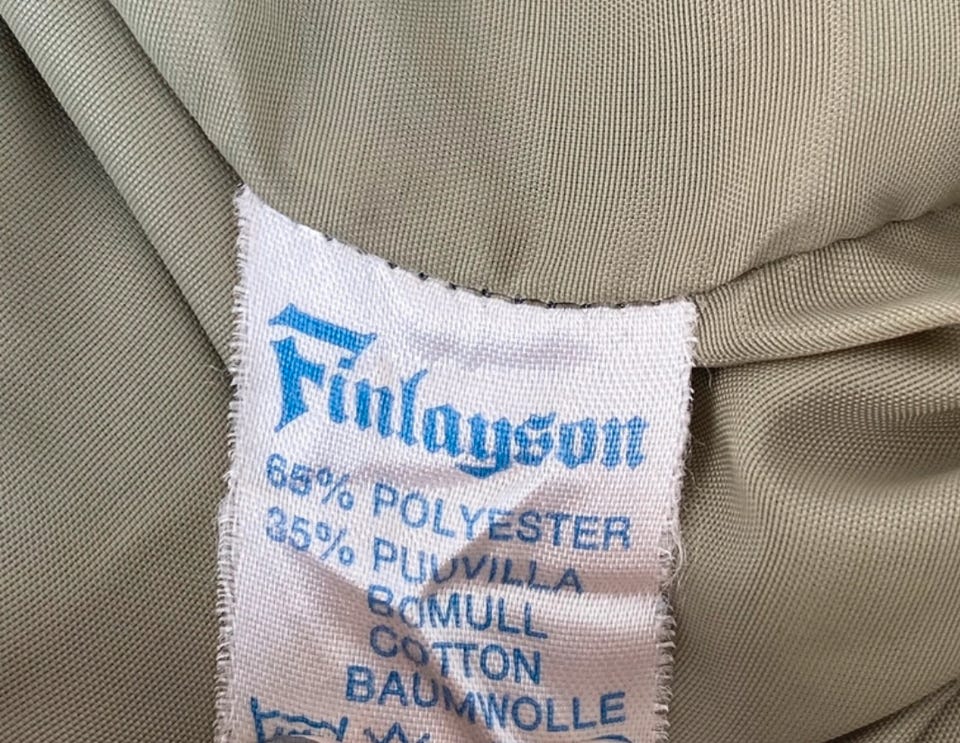 Finlayson
65% POLYESTER
35% PUUVILLA
BOMULL
COTTON
BAUMWOLLE